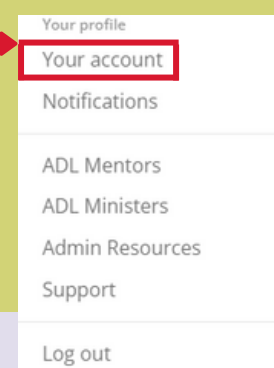 Your profile
Your account
Notifications
ADL Mentors
ADL Ministers
Admin Resources
Support
Log out